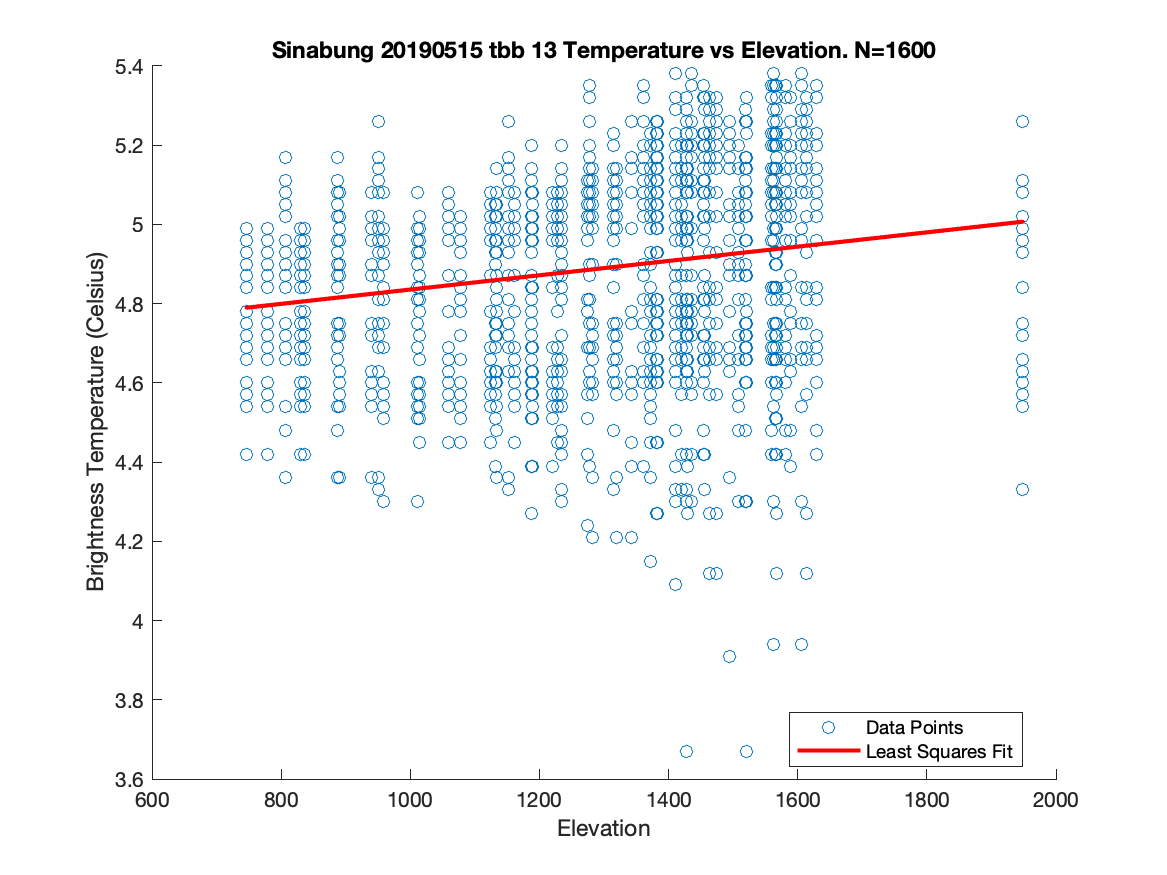 Sinabung 20190515 tbb 13 Temperature vs Elevation. N=1600
5.4
5.2
5
4.8
4.6
4.4
4.2
4
3.8
3.6
Brightness Temperature (Celsius)
Data Points
Least Squares Fit
600 800 1000 1200 1400 1600 1800 2000
Elevation